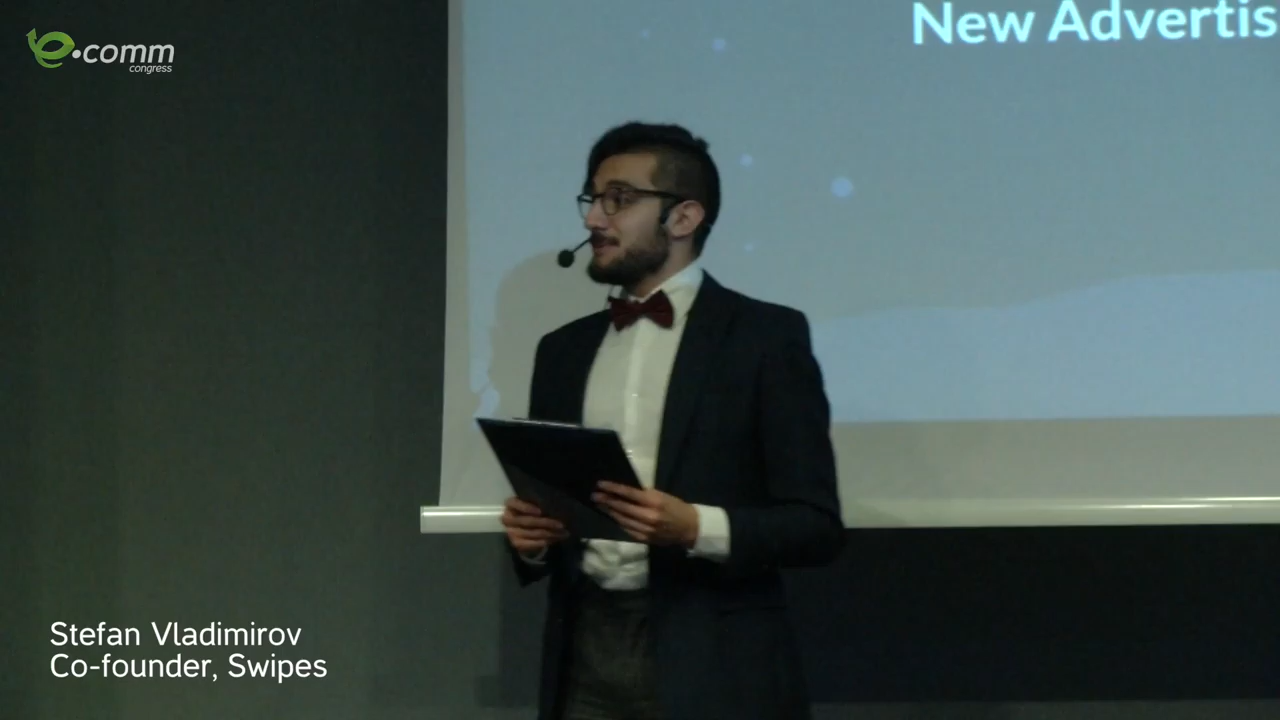 e.comm
congress
New Advertis
Stefan Vladimirov
Co-founder, Swipes